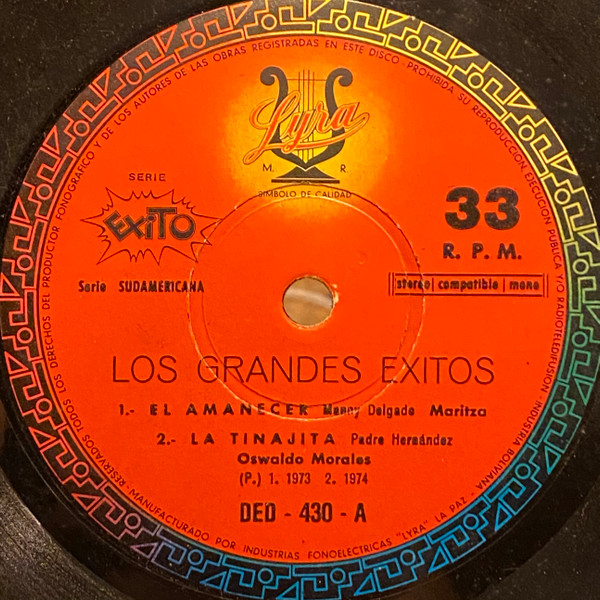 RESERVADOS TODOS LOS DERECHOS DEL PRODUCTOR FONOGRAFICO Y DE LOS AUTORES DE LAS OBRAS REGISTRADAS EN ESTE DISCO - PROHIBIDA SU REPRODUCCION, EJECUCION PUBLICA Y/O RADIOTELEDIFUSION - INDUSTRIA BOLIVIANA
Lyra
M. R.
SIMBOLO DE CALIDAD
SERIE
EXITO
Serie SUDAMERICANA
33
R. P. M.
stereo compatible mono
LOS GRANDES EXITOS
1.- EL AMANECER Manny Delgado Maritza
2.- LA TINAJITA Padre Hernández
Oswaldo Morales
(P.) 1. 1973 2. 1974
DED - 430 - A
MANUFACTURADO POR INDUSTRIAS FONOELECTRICAS "LYRA" LA PAZ -